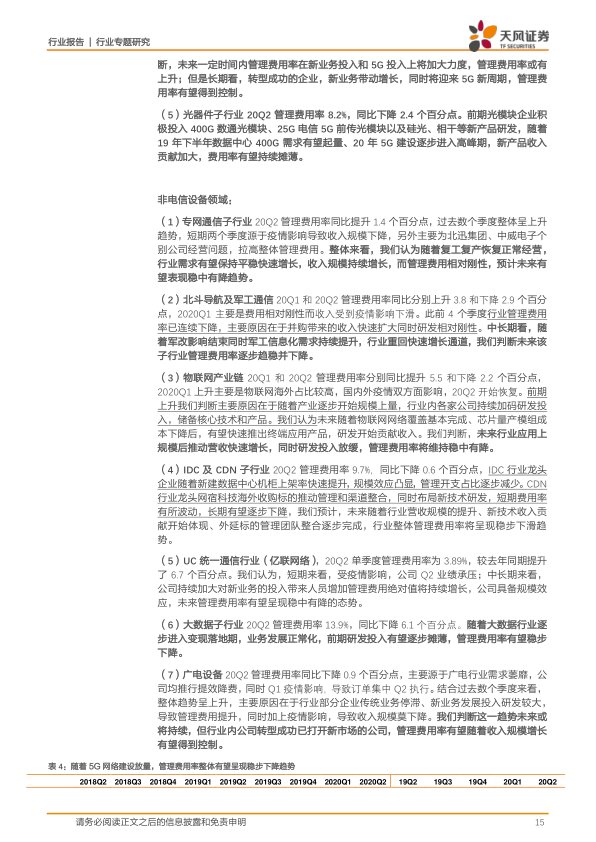 行业报告 | 行业专题研究
天风证券
TF SECURITIES
断，未来一定时间内管理费用率在新业务投入和 5G 投入上将加大力度，管理费用率或有
上升；但是长期看，转型成功的企业，新业务带动增长，同时将迎来 5G 新周期，管理费
用率有望得到控制。
（5）光器件子行业 20Q2 管理费用率 8.2%，同比下降 2.4 个百分点。前期光模块企业积
极投入 400G 数通光模块、25G 电信 5G 前传光模块以及硅光、相干等新产品研发，随着
19 年下半年数据中心 400G 需求有望起量、20 年 5G 建设逐步进入高峰期，新产品收入
贡献加大，费用率有望持续摊薄。
非电信设备领域；
（1）专网通信子行业 20Q2 管理费用率同比提升 1.4 个百分点，过去数个季度整体呈上升
趋势，短期两个季度源于疫情影响导致收入规模下降，另外主要为北迅集团、中威电子个
别公司经营问题，拉高整体管理费用。整体来看，我们认为随着复工复产恢复正常经营，
行业需求有望保持平稳快速增长，收入规模持续增长，而管理费用相对刚性，预计未来有
望表现稳中有降趋势。
（2）北斗导航及军工通信 20Q1 和 20Q2 管理费用率同比分别上升 3.8 和下降 2.9 个百分
点，2020Q1 主要是费用相对刚性而收入受到疫情影响下滑。此前 4 个季度行业管理费用
率已连续下降，主要原因在于并购带来的收入快速扩大同时研发相对刚性。中长期看，随
着军改影响结束同时军工信息化需求持续提升，行业重回快速增长通道，我们判断未来该
子行业管理费用率逐步趋稳并下降。
（3）物联网产业链 20Q1 和 20Q2 管理费用率分别同比提升 5.5 和下降 2.2 个百分点，
2020Q1 上升主要是物联网海外占比较高，国内外疫情双方面影响，20Q2 开始恢复。前期
上升我们判断主要原因在于随着产业逐步开始规模上量，行业内各家公司持续加码研发投
入，储备核心技术和产品。我们认为未来随着物联网网络覆盖基本完成、芯片量产模组成
本下降后，有望快速推出终端应用产品，研发开始贡献收入。我们判断，未来行业应用上
规模后推动营收快速增长，同时研发投入放缓，管理费用率将维持稳中有降。
（4）IDC 及 CDN 子行业 20Q2 管理费用率 9.7%，同比下降 0.6 个百分点，IDC 行业龙头
企业随着新建数据中心机柜上架率快速提升，规模效应凸显，管理开支占比逐步减少。CDN
行业龙头网宿科技海外收购标的推动管理和渠道整合，同时布局新技术研发，短期费用率
有所波动，长期有望逐步下降，我们预计，未来随着行业营收规模的提升、新技术收入贡
献开始体现、外延标的管理团队整合逐步完成，行业整体管理费用率将呈现稳步下滑趋
势。
（5）UC 统一通信行业（亿联网络），20Q2 单季度管理费用率为 3.89%，较去年同期提升
了 6.7 个百分点。我们认为，短期来看，受疫情影响，公司 Q2 业绩承压；中长期来看，
公司持续加大对新业务的投入带来人员增加管理费用绝对值将持续增长，公司具备规模效
应，未来管理费用率有望呈现稳中有降的态势。
（6）大数据子行业 20Q2 管理费用率 13.9%，同比下降 6.1 个百分点。随着大数据行业逐
步进入变现落地期，业务发展正常化，前期研发投入有望逐步摊薄，管理费用率有望稳步
下降。
（7）广电设备 20Q2 管理费用率同比下降 0.9 个百分点，主要源于广电行业需求萎靡，公
司均推行提效降费，同时 Q1 疫情影响，导致订单集中 Q2 执行。结合过去数个季度来看，
整体趋势呈上升，主要原因在于行业部分企业传统业务停滞、新业务发展投入研发较大，
导致管理费用提升，同时加上疫情影响，导致收入规模莫下降。我们判断这一趋势未来或
将持续，但行业内公司转型成功已打开新市场的公司，管理费用率有望随着收入规模增长
有望得到控制。
表 4：随着 5G 网络建设放量，管理费用率整体有望呈现稳步下降趋势
2018Q2 2018Q3 2018Q4 2019Q1 2019Q2 2019Q3 2019Q4 2020Q1 2020Q2 19Q2 19Q3 19Q4 20Q1 20Q2
请务必阅读正文之后的信息披露和免责申明 15